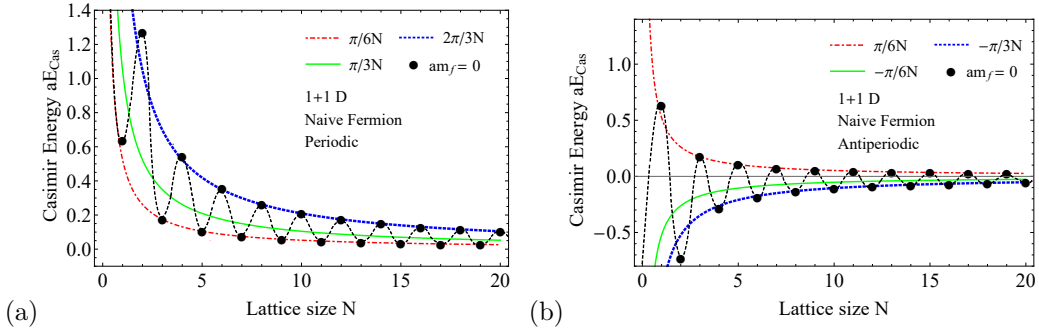 (a)
Casimir Energy aE_Cas
1.4
1.2
1.0
0.8
0.6
0.4
0.2
0.0
π/6N
2π/3N
π/3N
am_f = 0
1+1 D
Naive Fermion
Periodic
0 5 10 15 20
Lattice size N
(b)
Casimir Energy aE_Cas
1.0
0.5
0.0
−0.5
π/6N
−π/3N
−π/6N
am_f = 0
1+1 D
Naive Fermion
Antiperiodic
0 5 10 15 20
Lattice size N